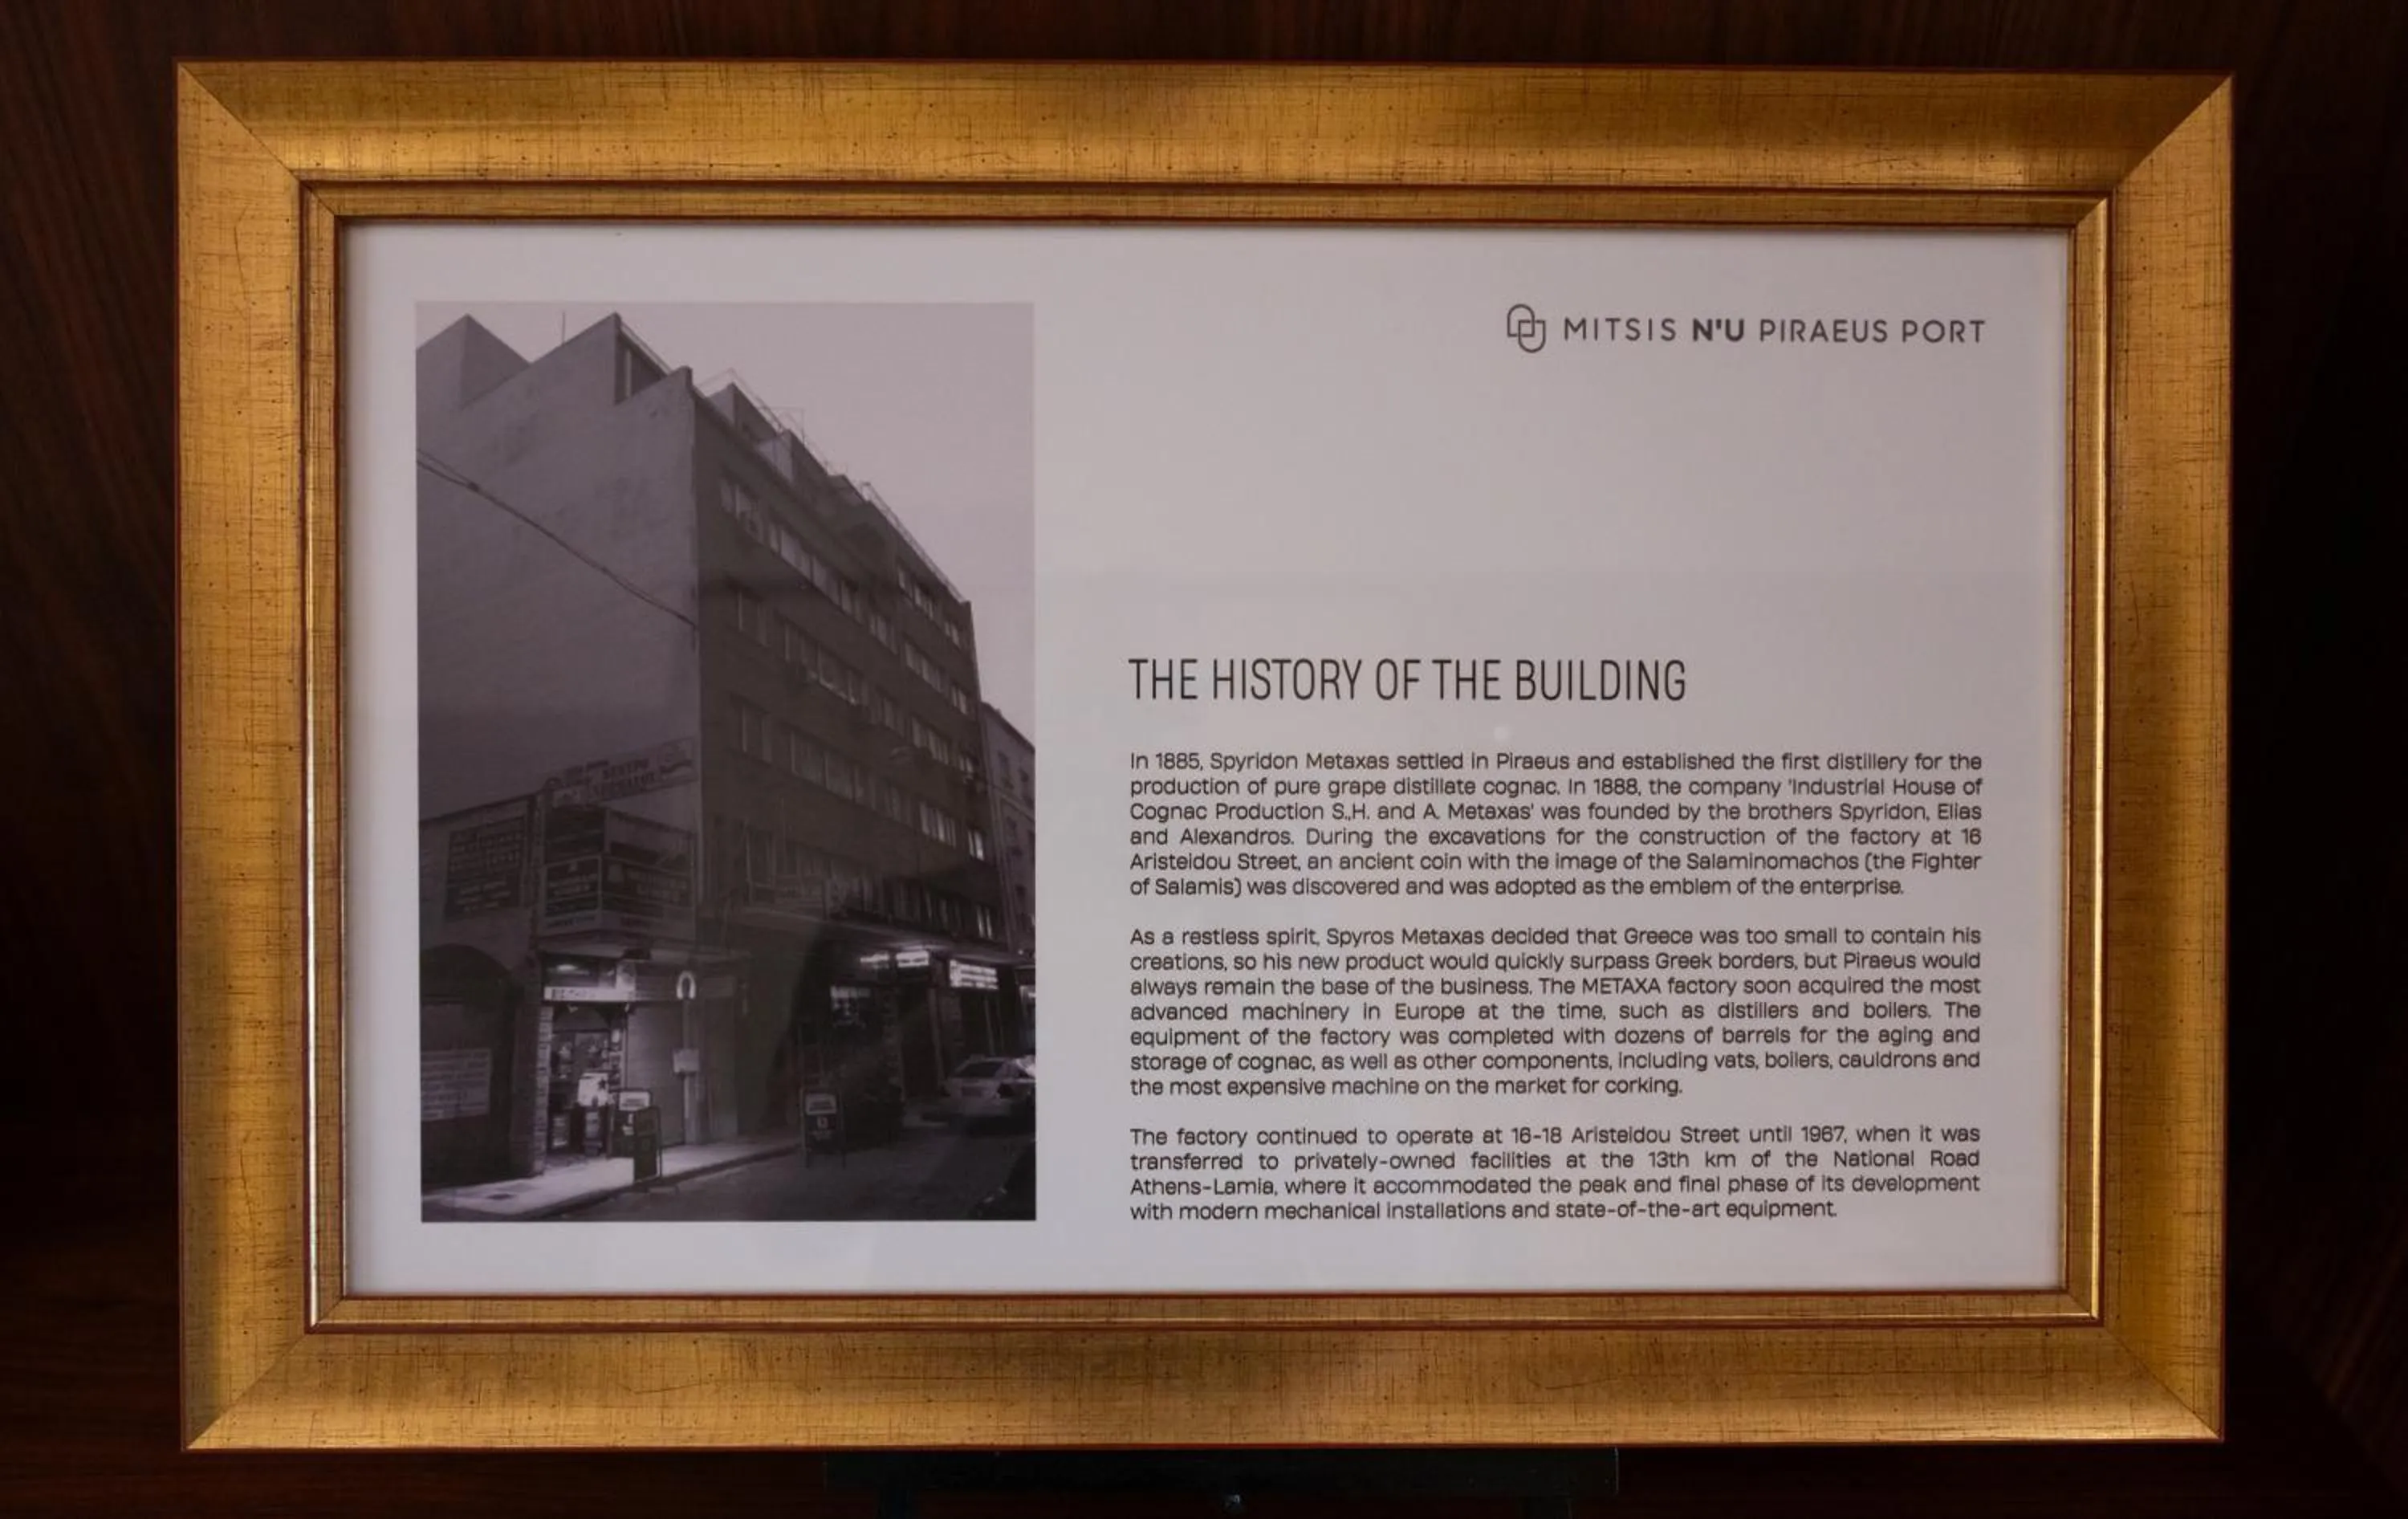 MITSIS N'U PIRAEUS PORT
THE HISTORY OF THE BUILDING
In 1885, Spyridon Metaxas settled in Piraeus and established the first distillery for the
production of pure grape distillate cognac. In 1888, the company 'Industrial House of
Cognac Production S.,H. and A. Metaxas' was founded by the brothers Spyridon, Elias
and Alexandros. During the excavations for the construction of the factory at 16
Aristeidou Street, an ancient coin with the image of the Salaminomachos (the Fighter
of Salamis) was discovered and was adopted as the emblem of the enterprise.
As a restless spirit, Spyros Metaxas decided that Greece was too small to contain his
creations, so his new product would quickly surpass Greek borders, but Piraeus would
always remain the base of the business. The METAXA factory soon acquired the most
advanced machinery in Europe at the time, such as distillers and boilers. The
equipment of the factory was completed with dozens of barrels for the aging and
storage of cognac, as well as other components, including vats, boilers, cauldrons and
the most expensive machine on the market for corking.
The factory continued to operate at 16-18 Aristeidou Street until 1967, when it was
transferred to privately-owned facilities at the 13th km of the National Road
Athens-Lamia, where it accommodated the peak and final phase of its development
with modern mechanical installations and state-of-the-art equipment.